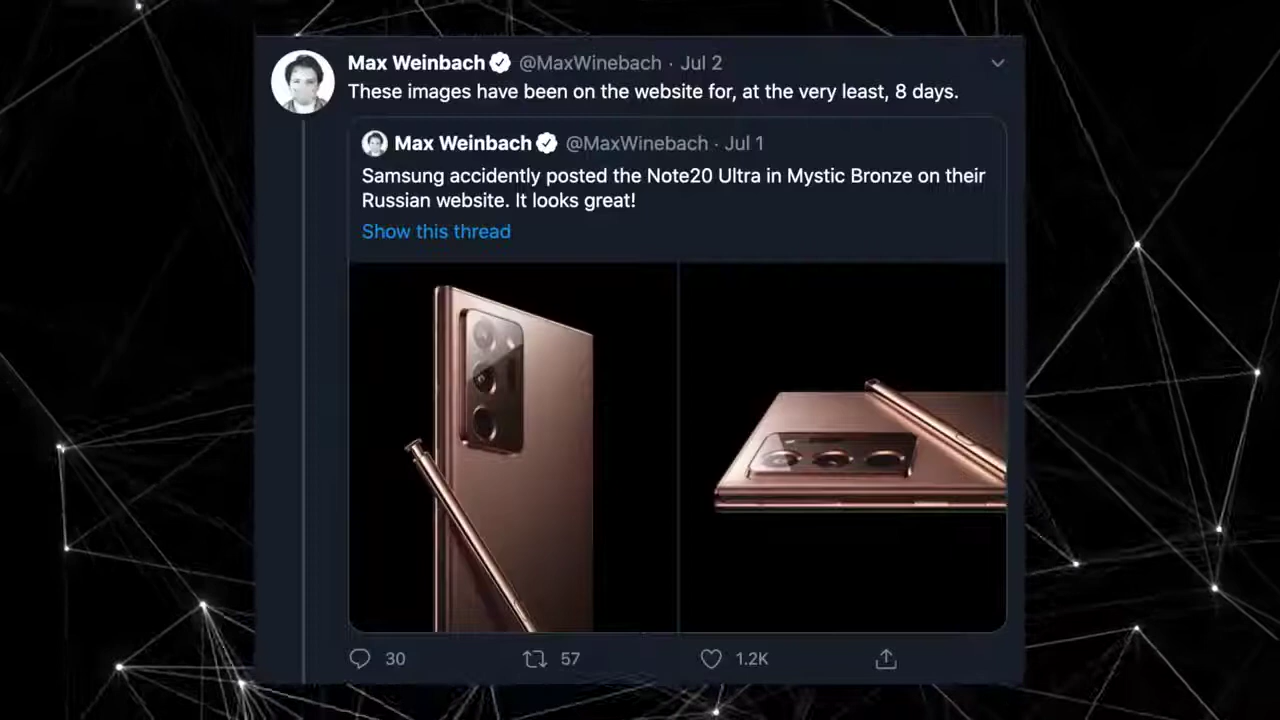 Max Weinbach @MaxWinebach · Jul 2
These images have been on the website for, at the very least, 8 days.
Max Weinbach @MaxWinebach · Jul 1
Samsung accidently posted the Note20 Ultra in Mystic Bronze on their
Russian website. It looks great!
Show this thread
30 57 1.2K